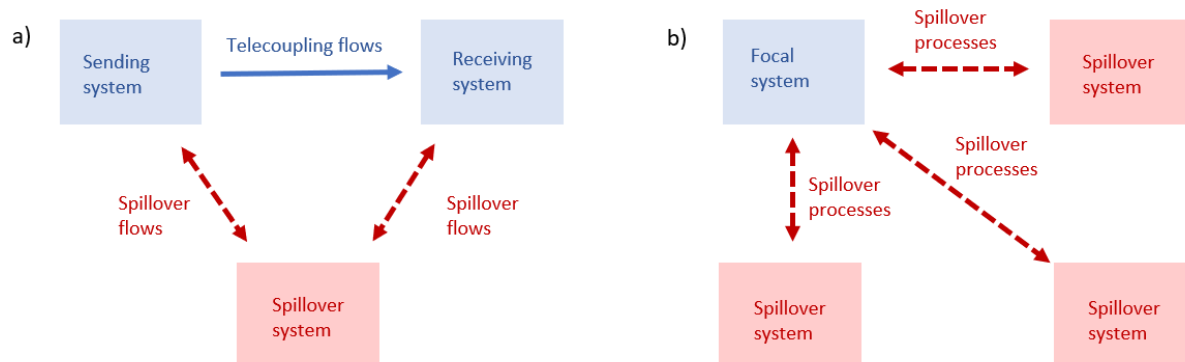 a)
Sending
system
Telecoupling flows
Receiving
system
Spillover
flows
Spillover
flows
Spillover
system
b)
Focal
system
Spillover
processes
Spillover
system
Spillover
processes
Spillover
processes
Spillover
system
Spillover
system